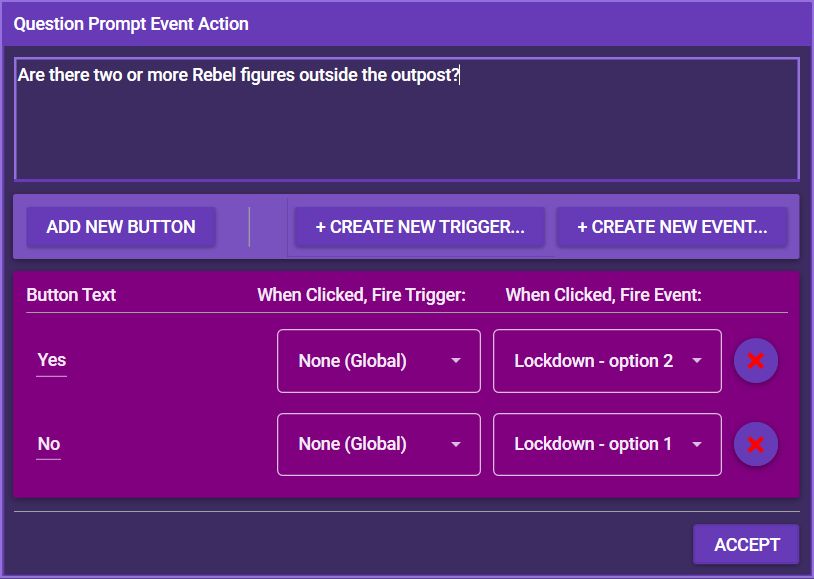 Question Prompt Event Action
Are there two or more Rebel figures outside the outpost?
ADD NEW BUTTON + CREATE NEW TRIGGER... + CREATE NEW EVENT...
Button Text When Clicked, Fire Trigger: When Clicked, Fire Event:
Yes None (Global) Lockdown - option 2
No None (Global) Lockdown - option 1
ACCEPT